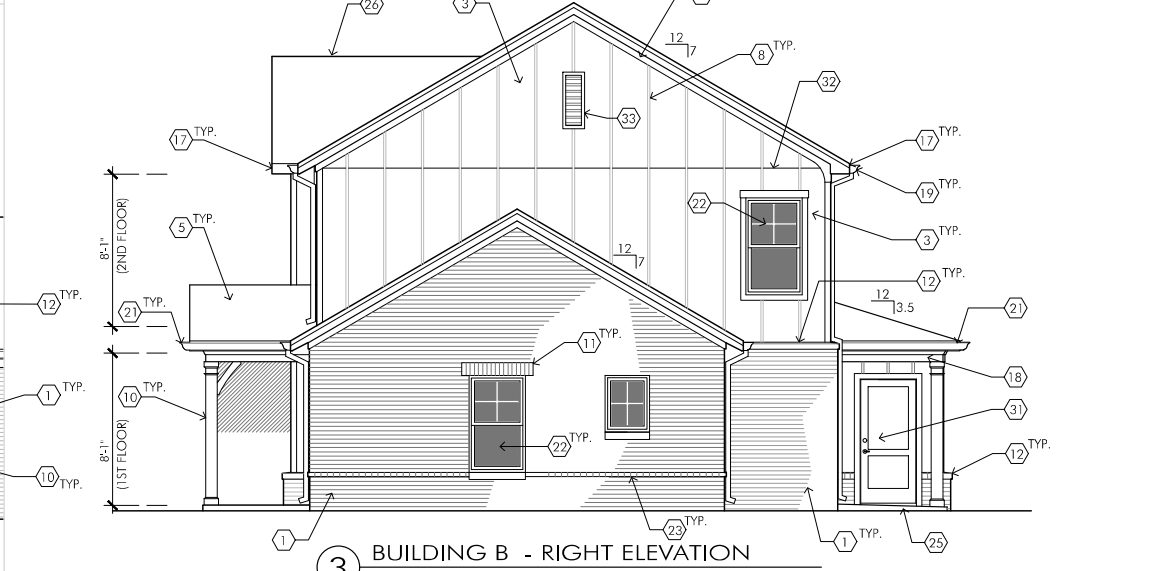 26
3
12
7
8 TYP.
32
33
17 TYP.
17 TYP.
19
22
3 TYP.
5 TYP.
8'-1"
(2ND FLOOR)
12
7
12 TYP.
12
3.5
12 TYP.
21 TYP.
21
11
18
1 TYP.
10 TYP.
31
8'-1"
(1ST FLOOR)
22 TYP.
12 TYP.
10 TYP.
23 TYP.
1
1 TYP.
25
3 BUILDING B - RIGHT ELEVATION